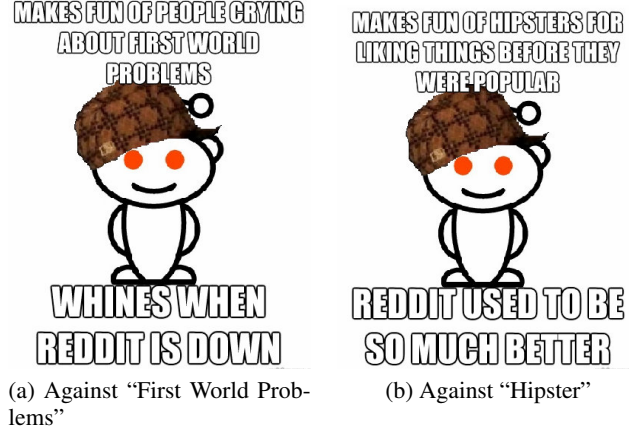 MAKES FUN OF PEOPLE CRYING
ABOUT FIRST WORLD
PROBLEMS
WHINES WHEN
REDDIT IS DOWN
(a) Against “First World Prob-
lems”
MAKES FUN OF HIPSTERS FOR
LIKING THINGS BEFORE THEY
WERE POPULAR
REDDIT USED TO BE
SO MUCH BETTER
(b) Against “Hipster”